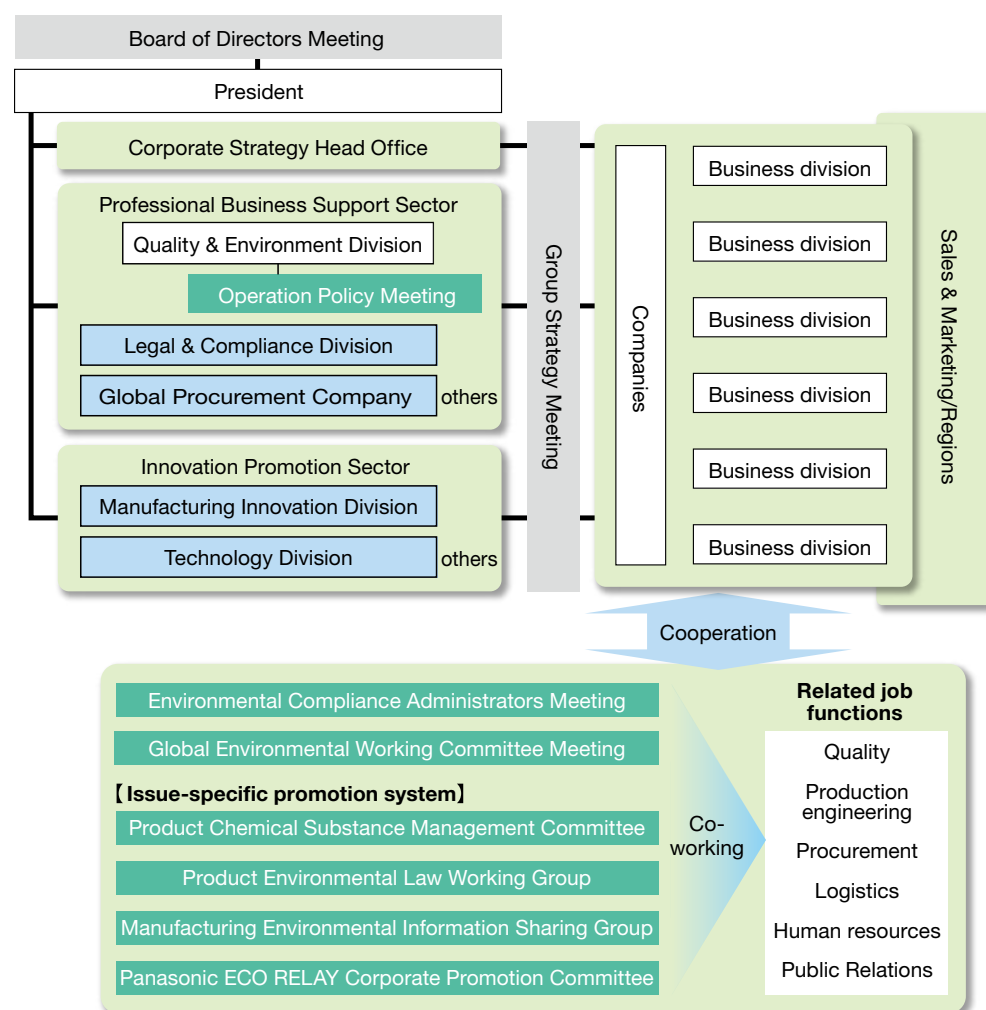 Board of Directors Meeting
President
Corporate Strategy Head Office
Professional Business Support Sector
Quality & Environment Division
Operation Policy Meeting
Legal & Compliance Division
Global Procurement Company
others
Innovation Promotion Sector
Manufacturing Innovation Division
Technology Division
others
Group Strategy Meeting
Companies
Business division
Business division
Business division
Business division
Business division
Business division
Sales & Marketing/Regions
Cooperation
Environmental Compliance Administrators Meeting
Global Environmental Working Committee Meeting
【Issue-specific promotion system】
Product Chemical Substance Management Committee
Product Environmental Law Working Group
Manufacturing Environmental Information Sharing Group
Panasonic ECO RELAY Corporate Promotion Committee
Co-
working
Related job
functions
Quality
Production
engineering
Procurement
Logistics
Human resources
Public Relations